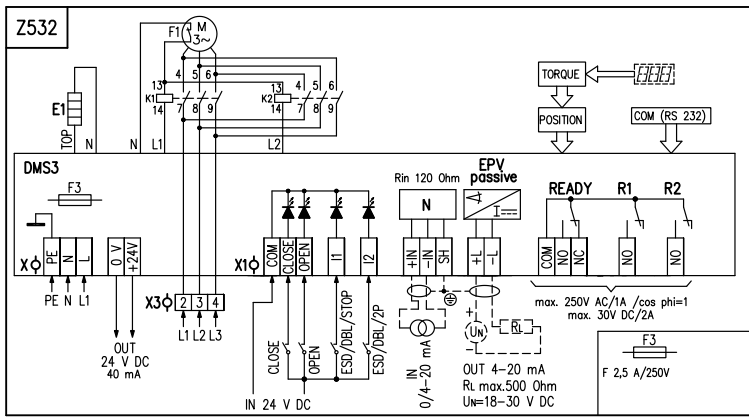 Z532
F1
M
3~
4 5 6
13
K1
14
7 8 9
4 5 6
13
K2
14
7 8 9
E1
TOP
N
N
L1
L2
TORQUE
POSITION
COM (RS 232)
DMS3
F3
Rin 120 Ohm
N
EPV
passive
I
READY
R1
R2
X
PE
N
L
0 V
+24V
X1
COM
CLOSE
OPEN
I1
I2
+IN
-IN
SH
+L
-L
COM
NO
NC
NO
NO
PE N L1
X3
2 3 4
L1 L2 L3
OUT
24 V DC
40 mA
CLOSE
OPEN
ESD/DBL/STOP
ESD/DBL/2P
IN 24 V DC
IN
0/4-20 mA
+
UN
-
RL
OUT 4-20 mA
RL max.500 Ohm
UN=18-30 V DC
max. 250V AC/1A /cos phi=1
max. 30V DC/2A
F3
F 2,5 A/250V